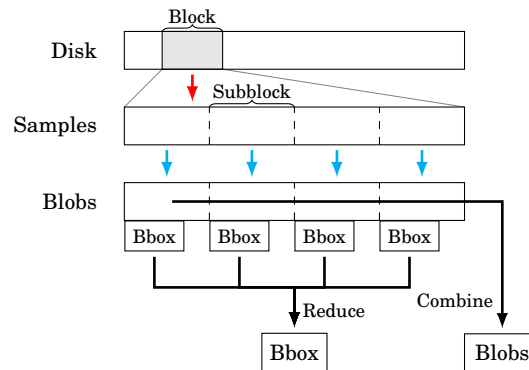 Block
Disk
Subblock
Samples
Blobs
Bbox Bbox Bbox Bbox
Reduce Combine
Bbox Blobs